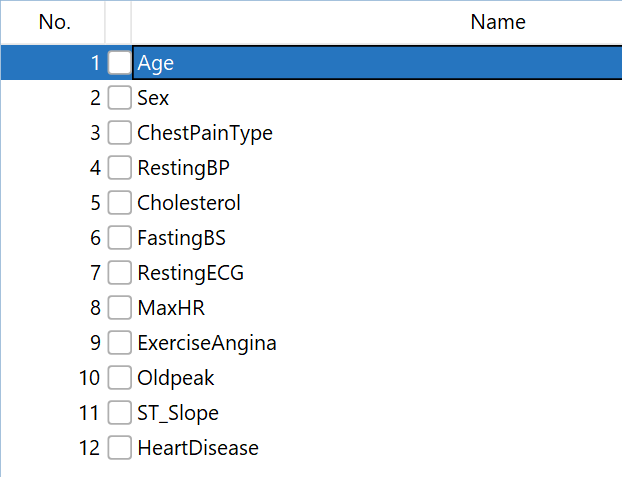 No. Name
1 Age
2 Sex
3 ChestPainType
4 RestingBP
5 Cholesterol
6 FastingBS
7 RestingECG
8 MaxHR
9 ExerciseAngina
10 Oldpeak
11 ST_Slope
12 HeartDisease